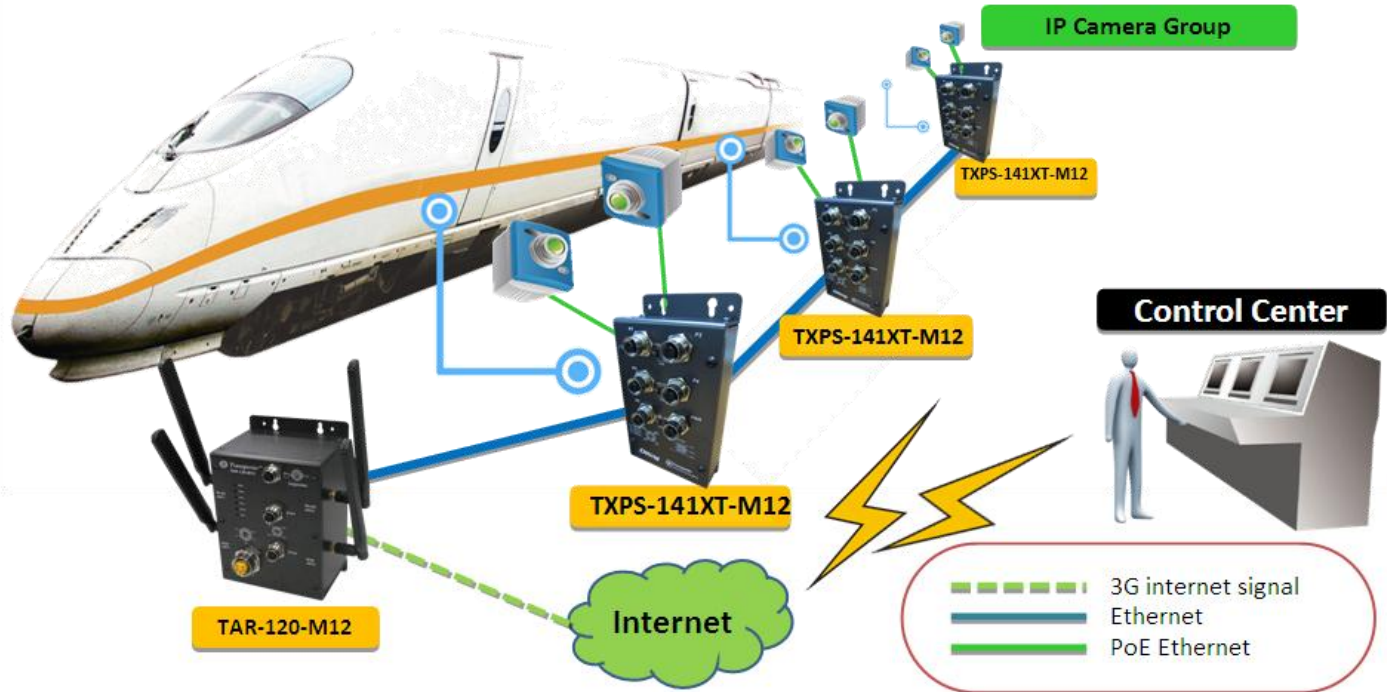 IP Camera Group
TXPS-141XT-M12
TXPS-141XT-M12
Control Center
TXPS-141XT-M12
TAR-120-M12
Internet
3G internet signal
Ethernet
PoE Ethernet